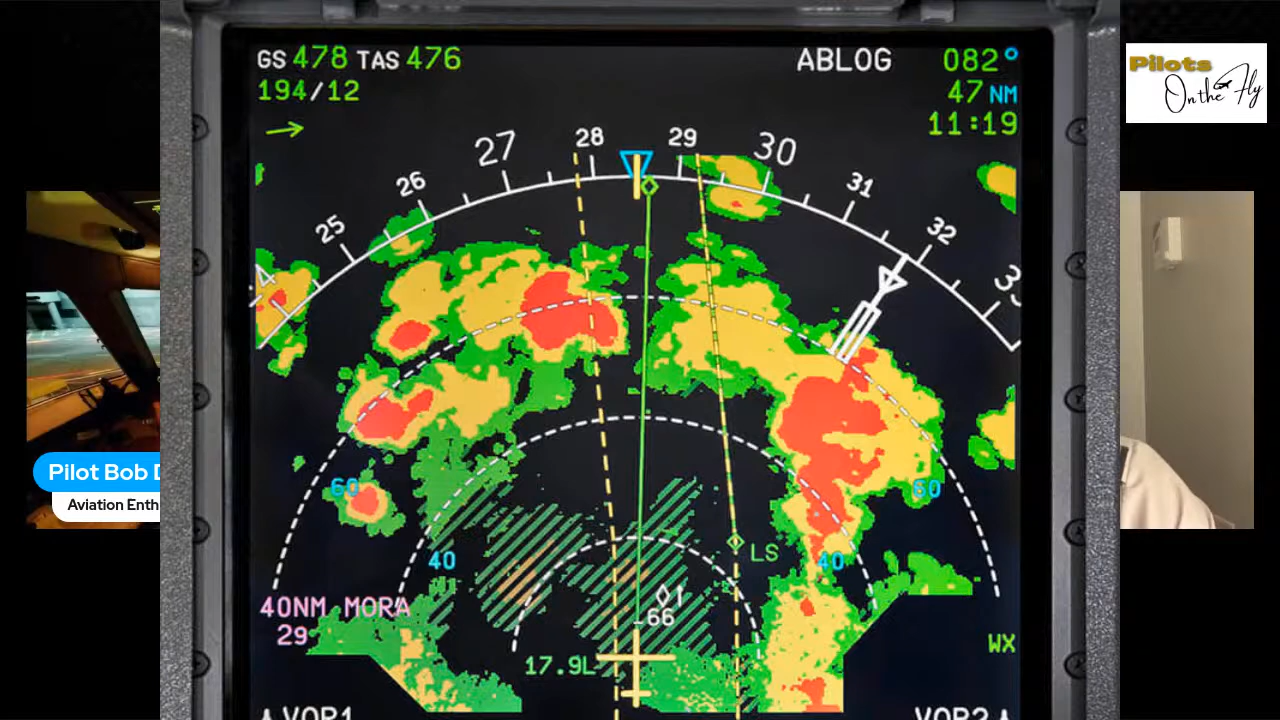 GS 478 TAS 476
194/12
ABLOG 082°
47 NM
11:19
Pilots
On the Fly
25
26
27
28
29
30
31
32
60
60
40
40
LS
66
40NM MORA
29
17.9L
WX
VOR1
VOR2
Pilot Bob D
Aviation Enth